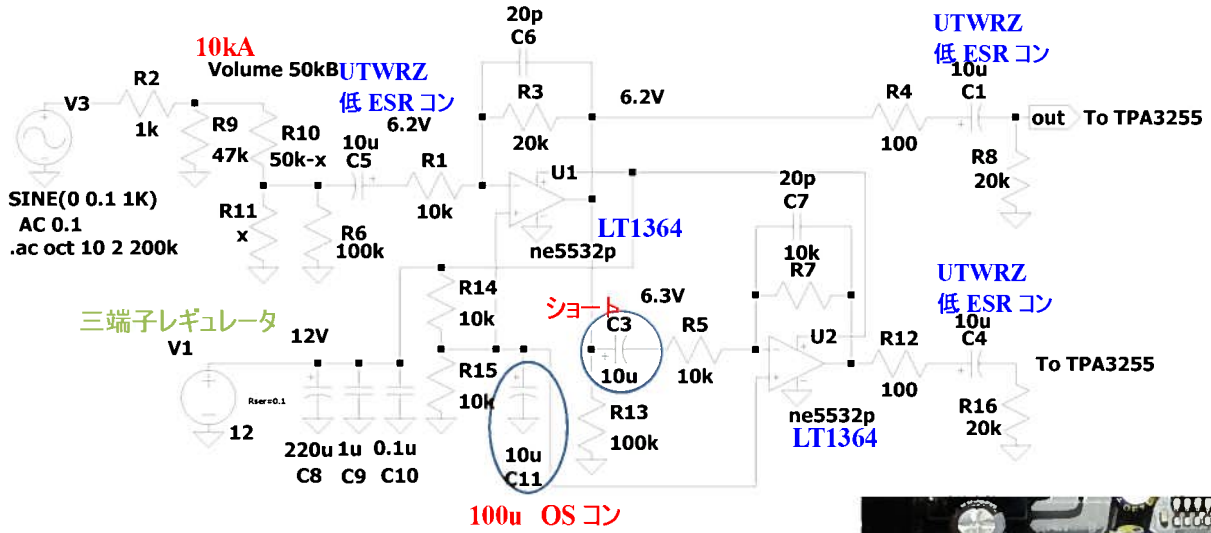 20p
C6
UTWRZ
低 ESR コン
10u
C1
10kA
Volume 50kB
UTWRZ
低 ESR コン
R2
1k
V3
R9
47k
R10
50k-x
10u
C5
6.2V
R1
10k
R3
20k
6.2V
R4
100
out
To TPA3255
R8
20k
SINE(0 0.1 1K)
AC 0.1
.ac oct 10 2 200k
R11
x
R6
100k
U1
LT1364
ne5532p
20p
C7
10k
R7
UTWRZ
低 ESR コン
10u
C4
三端子レギュレータ
V1
12V
R14
10k
ショート
6.3V
C3
10u
R5
10k
U2
R12
100
To TPA3255
Rser=0.1
12
R15
10k
R13
100k
ne5532p
LT1364
R16
20k
220u
C8
1u
C9
0.1u
C10
10u
C11
100u OS コン